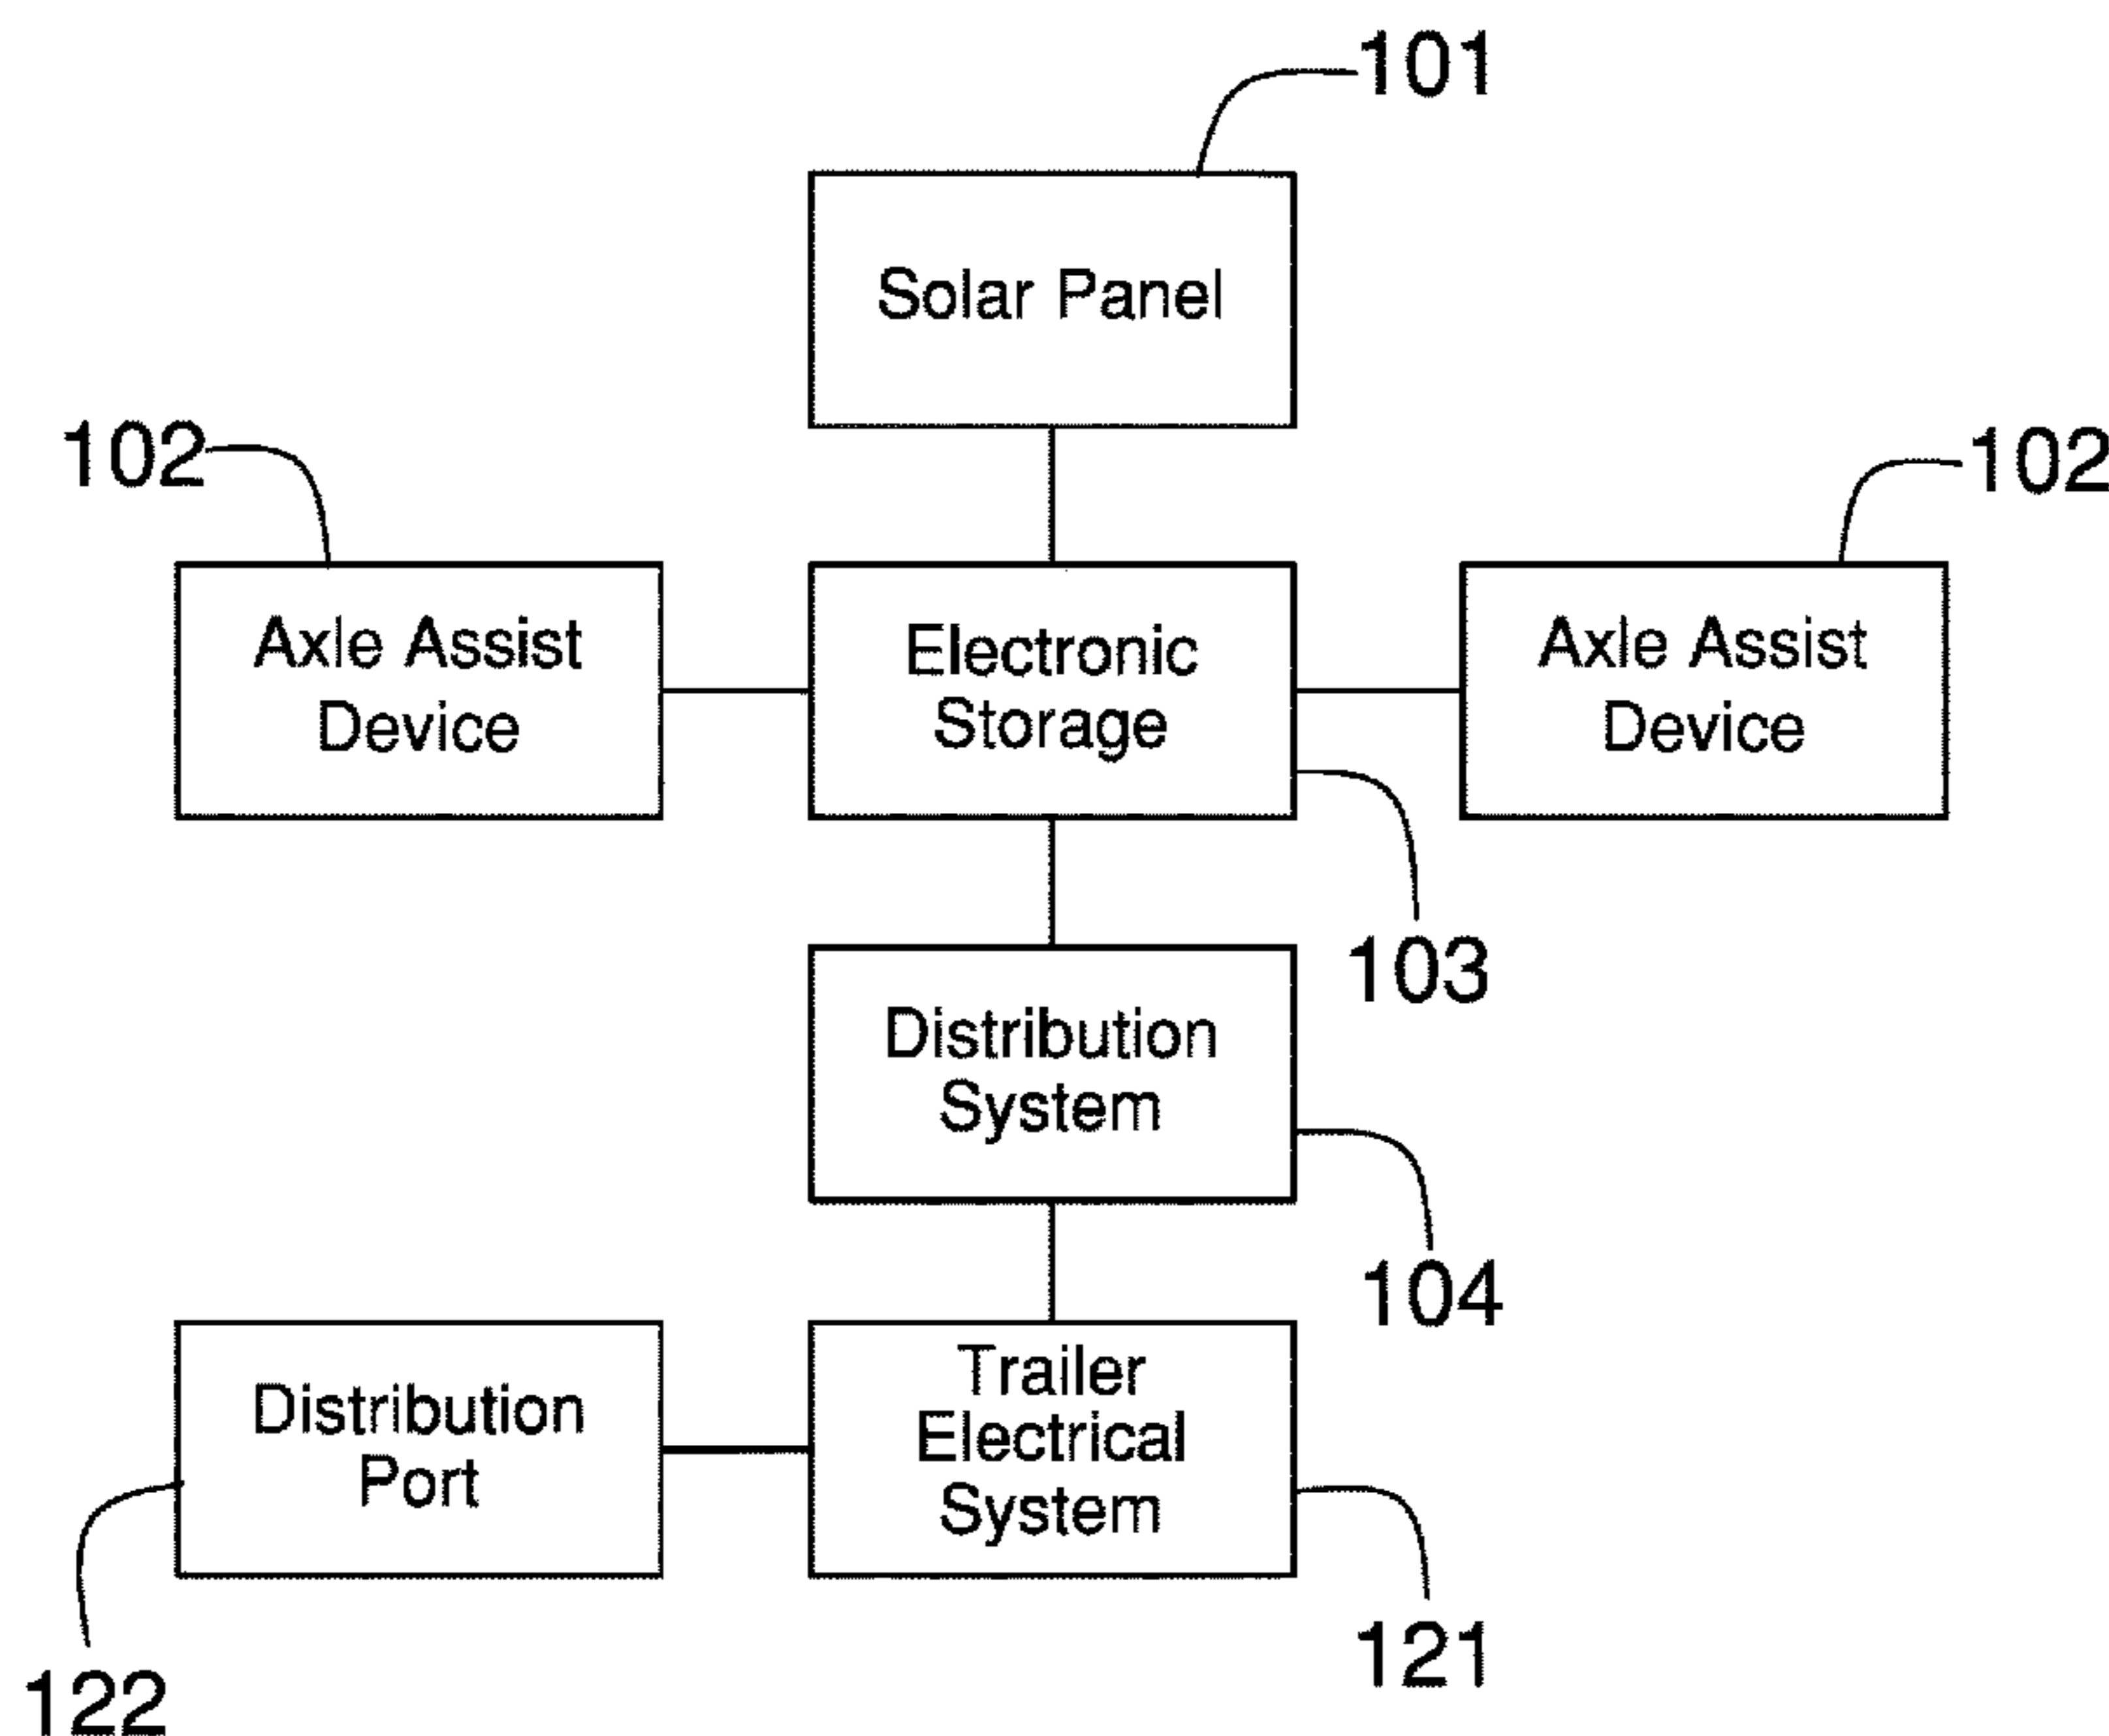 101
Solar Panel
102
102
Axle Assist
Device
Electronic
Storage
Axle Assist
Device
103
Distribution
System
104
Distribution
Port
Trailer
Electrical
System
121
122